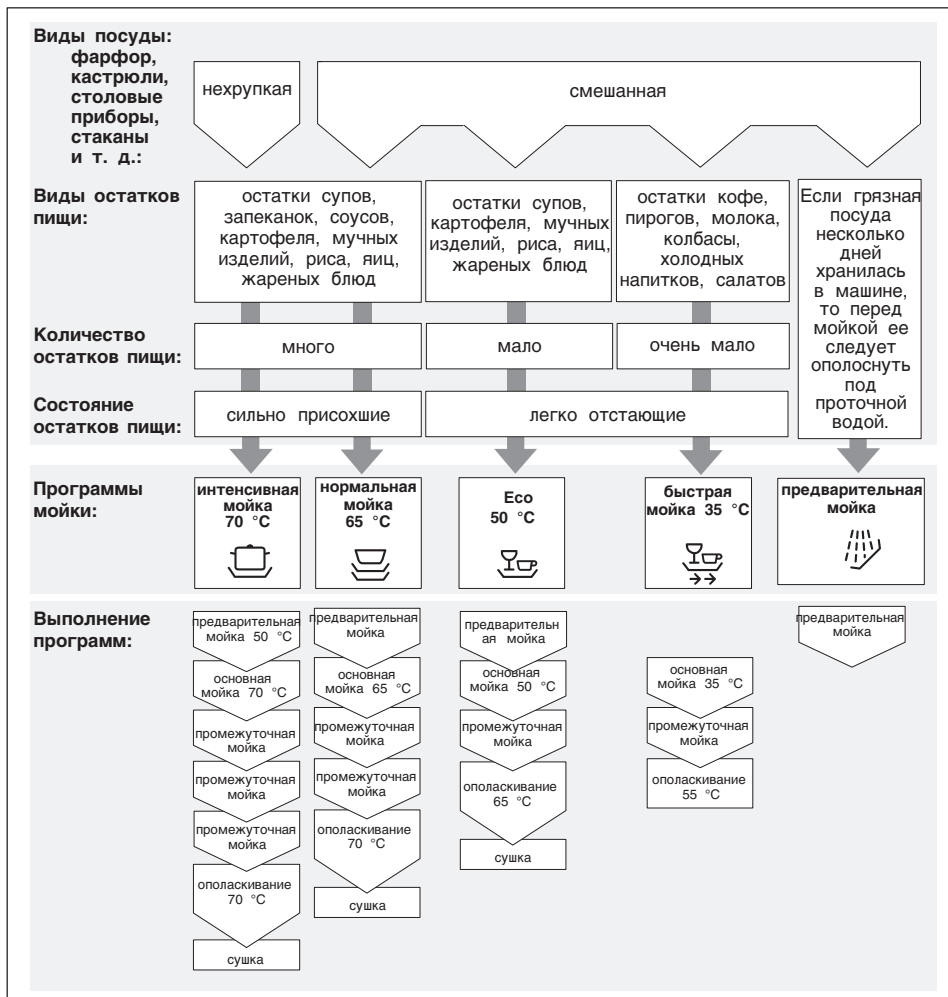 Виды посуды:
фарфор,
кастрюли,
столовые
приборы,
стаканы
и т. д.:
нехрупкая
смешанная
Виды остатков
пищи:
остатки супов,
запеканок, соусов,
картофеля, мучных
изделий, риса, яиц,
жареных блюд
остатки супов,
картофеля, мучных
изделий, риса, яиц,
жареных блюд
остатки кофе,
пирогов, молока,
колбасы,
холодных
напитков, салатов
Если грязная
посуда
несколько
дней
хранилась
в машине,
то перед
мойкой ее
следует
ополоснуть
под
проточной
водой.
Количество
остатков пищи:
много
мало
очень мало
Состояние
остатков пищи:
сильно присохшие
легко отстающие
Программы
мойки:
интенсивная
мойка
70 °C
нормальная
мойка
65 °C
Eco
50 °C
быстрая
мойка 35 °C
предварительная
мойка
Выполнение
программ:
предварительная
мойка 50 °C
основная
мойка 70 °C
промежуточная
мойка
промежуточная
мойка
промежуточная
мойка
ополаскивание
70 °C
сушка
предварительная
мойка
основная
мойка 65 °C
промежуточная
мойка
промежуточная
мойка
ополаскивание
70 °C
сушка
предварительн
ая мойка
основная
мойка 50 °C
промежуточная
мойка
ополаскивание
65 °C
сушка
основная
мойка 35 °C
промежуточная
мойка
ополаскивание
55 °C
предварительная
мойка